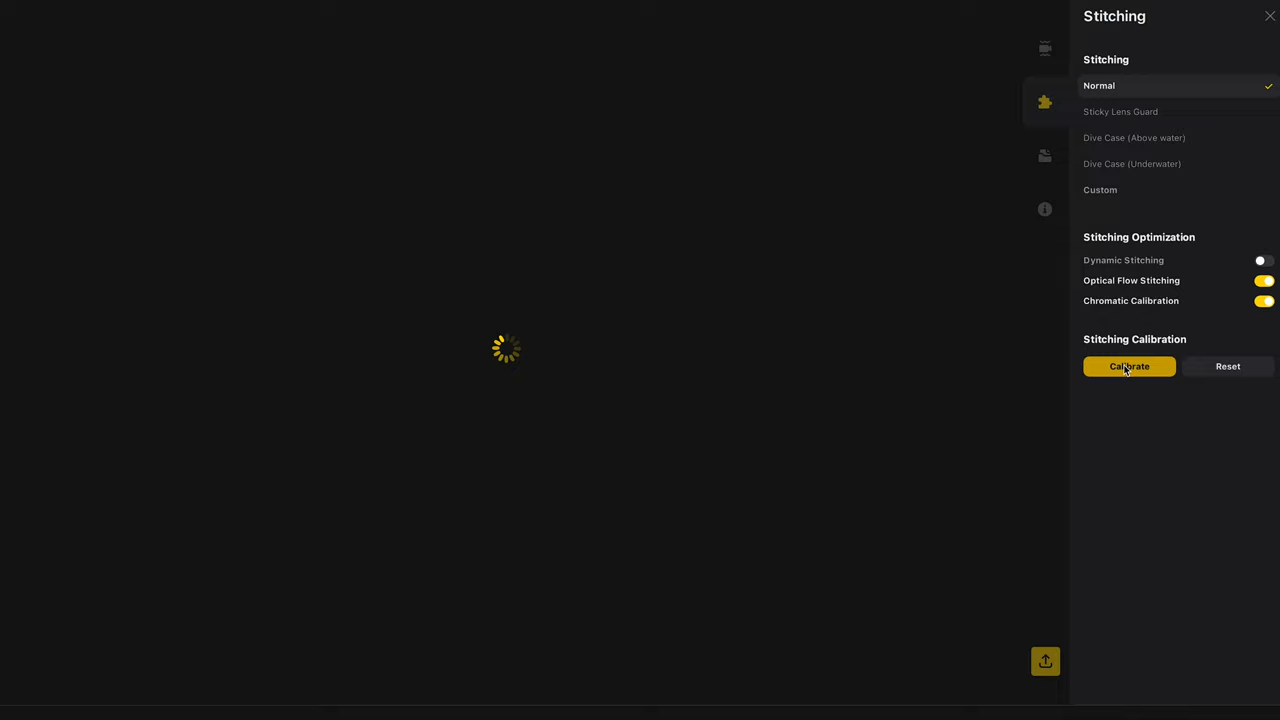 Stitching
Stitching
Normal
Sticky Lens Guard
Dive Case (Above water)
Dive Case (Underwater)
Custom
Stitching Optimization
Dynamic Stitching
Optical Flow Stitching
Chromatic Calibration
Stitching Calibration
Calibrate Reset